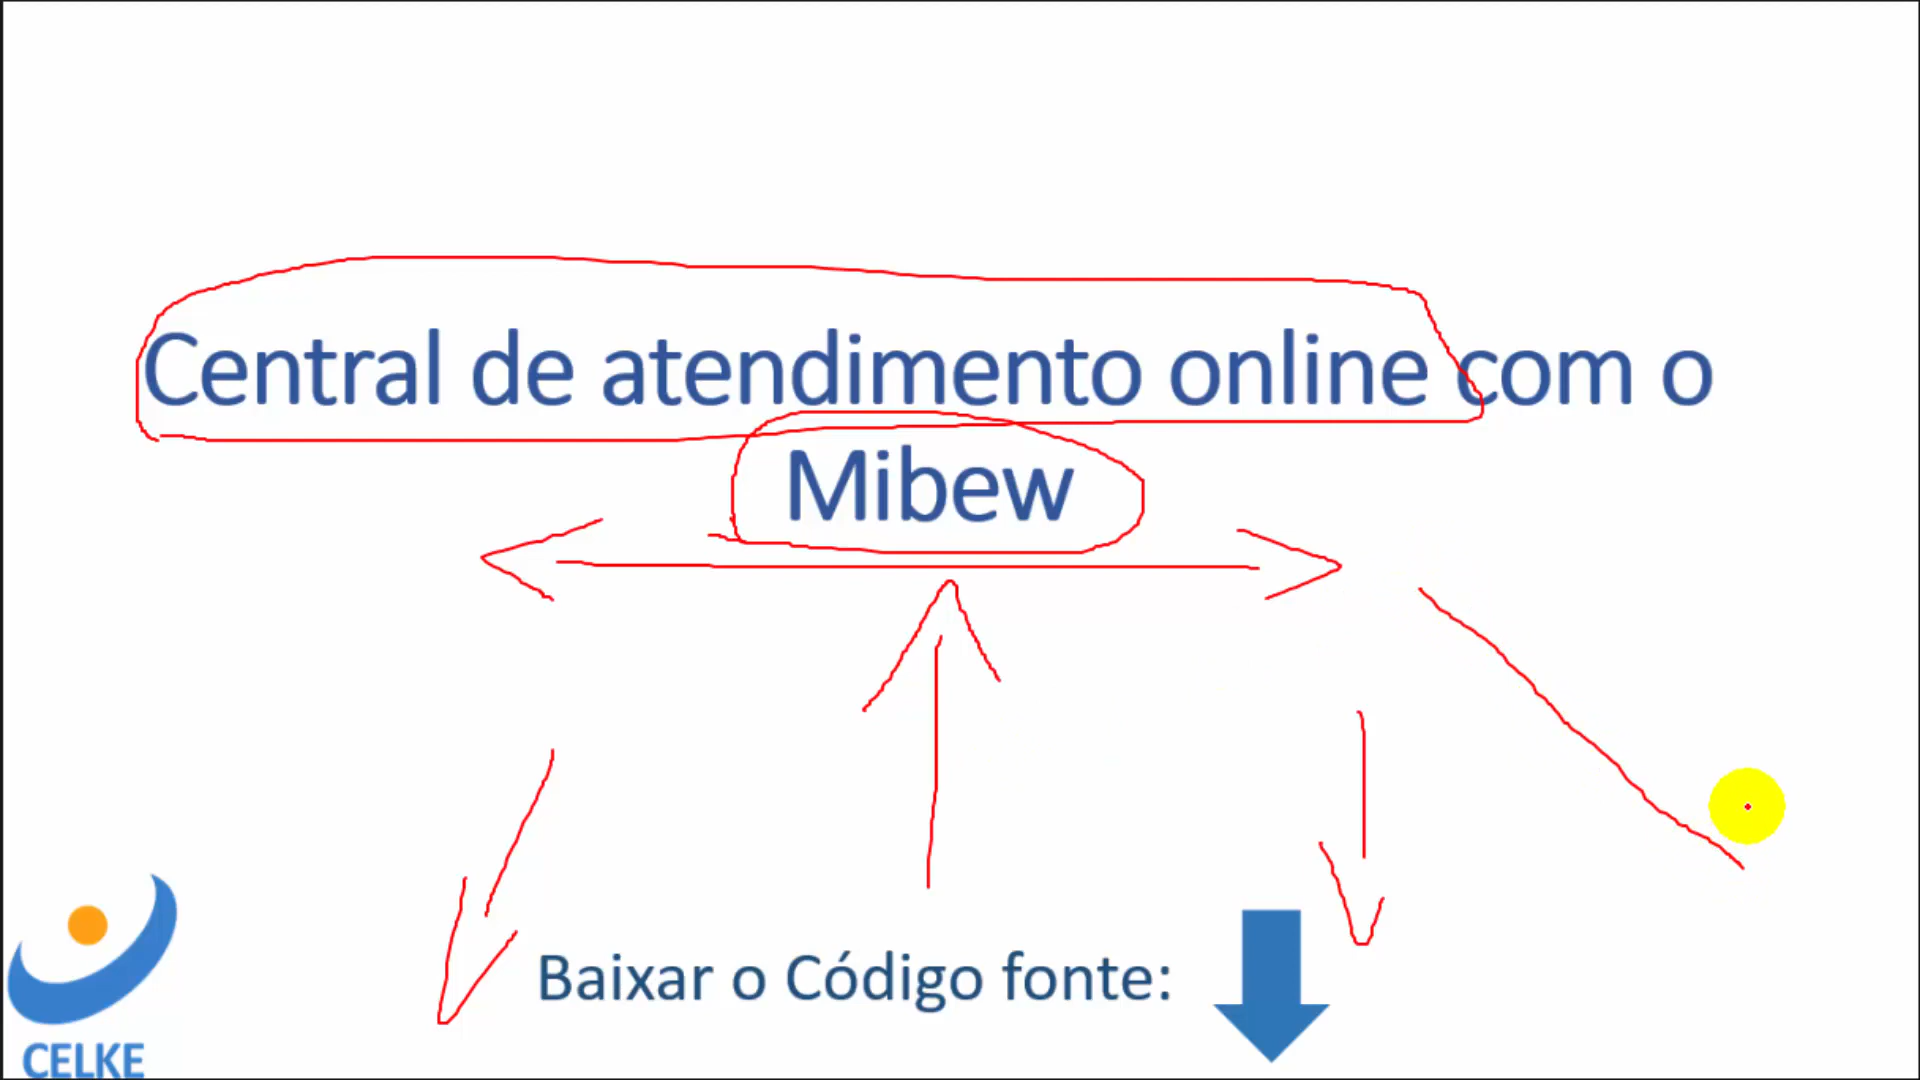 Central de atendimento online com o
Mibew
Baixar o Código fonte:
CELKE